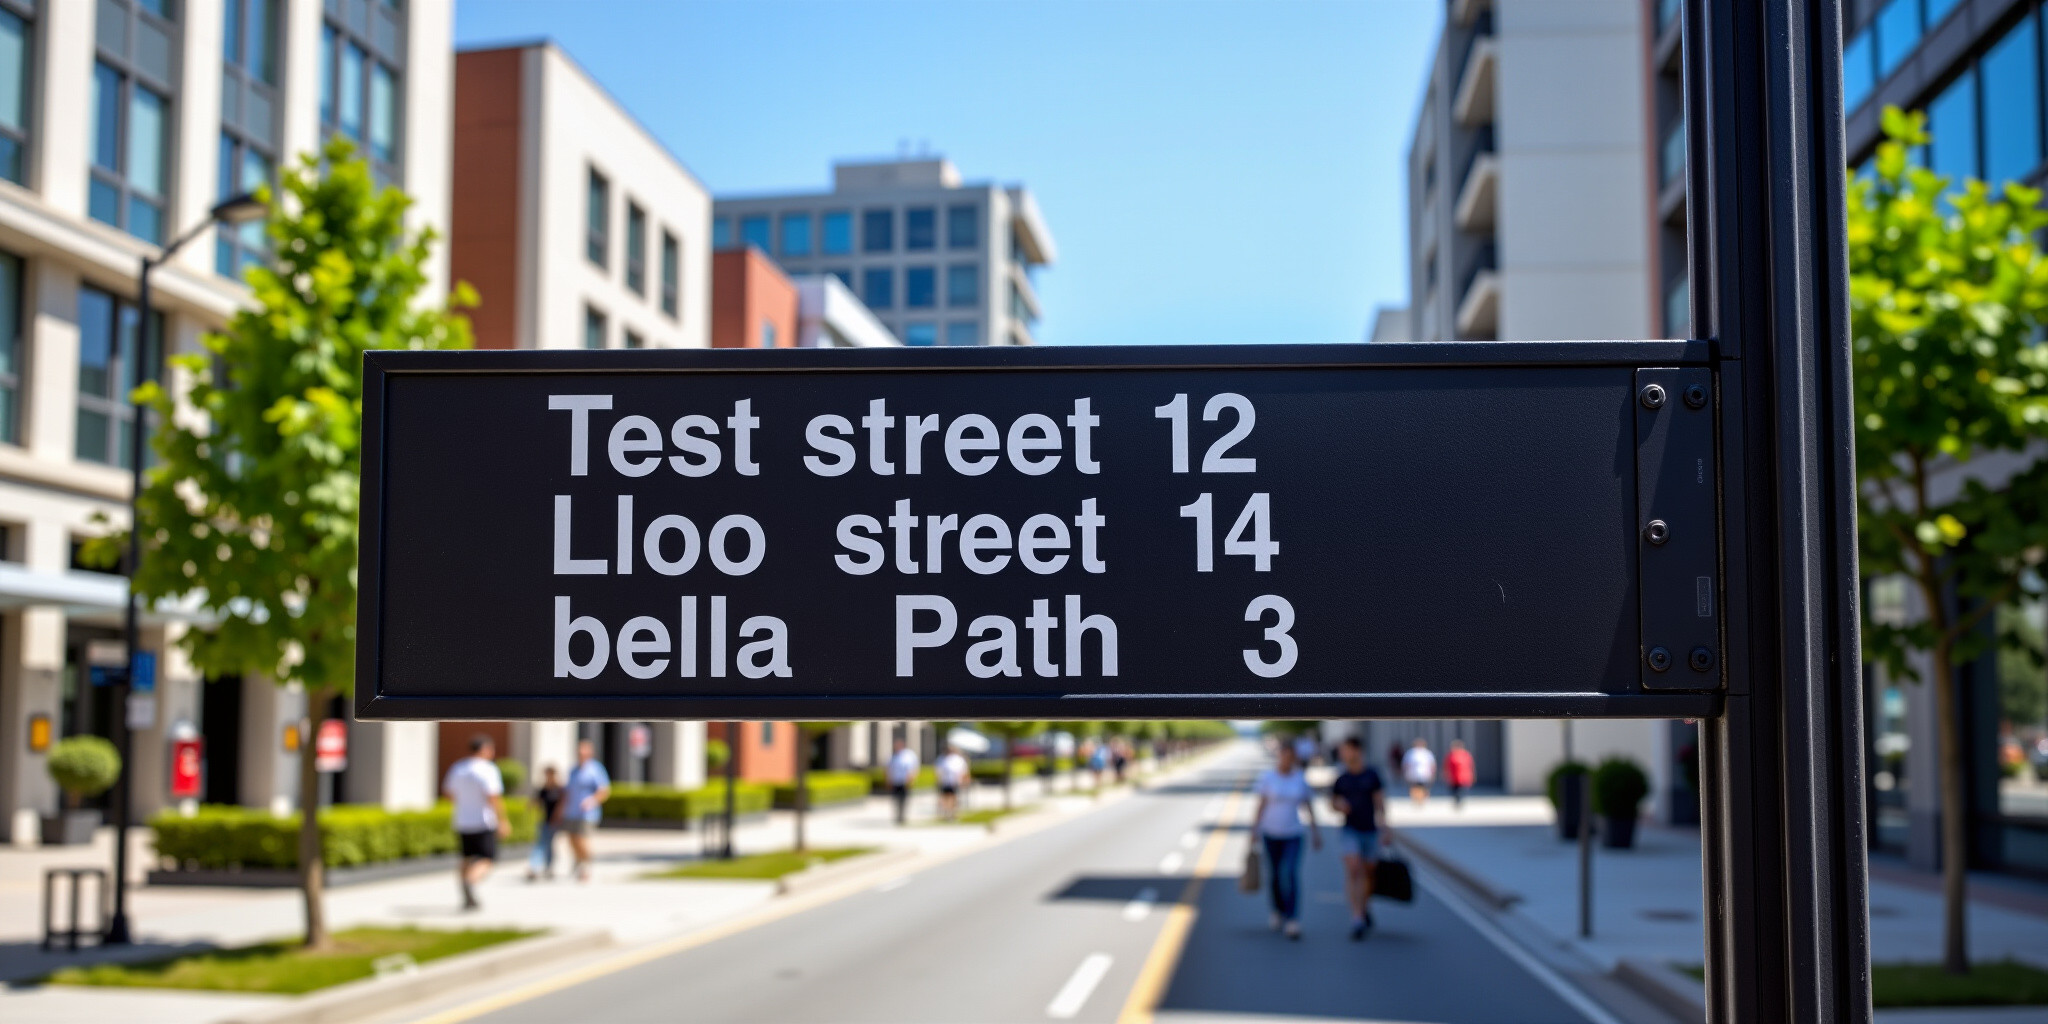 Test street 12
Lloo street 14
bella Path 3